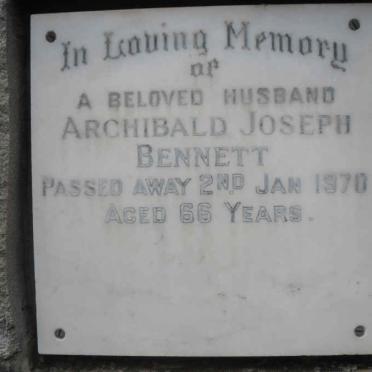 In Loving Memory
of
A BELOVED HUSBAND
ARCHIBALD JOSEPH
BENNETT
PASSED AWAY 2ND JAN 1970
AGED 66 YEARS.